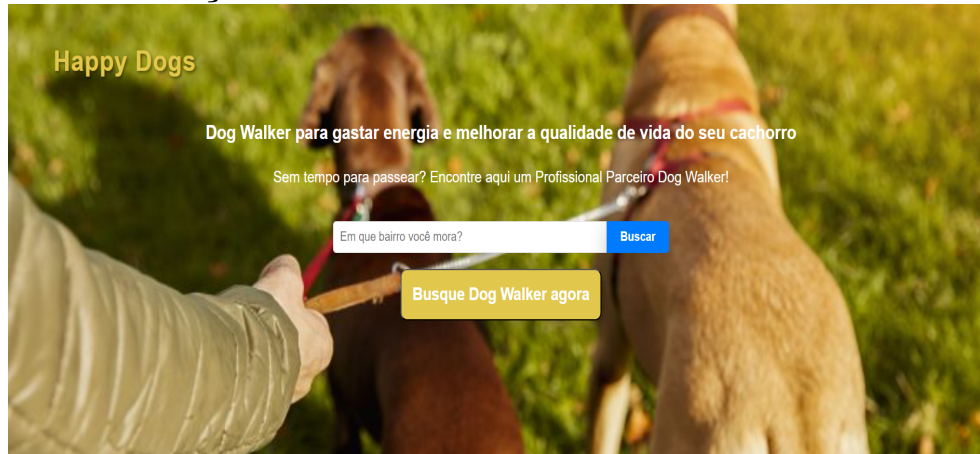 Happy Dogs
Dog Walker para gastar energia e melhorar a qualidade de vida do seu cachorro
Sem tempo para passear? Encontre aqui um Profissional Parceiro Dog Walker!
Em que bairro você mora?
Buscar
Busque Dog Walker agora